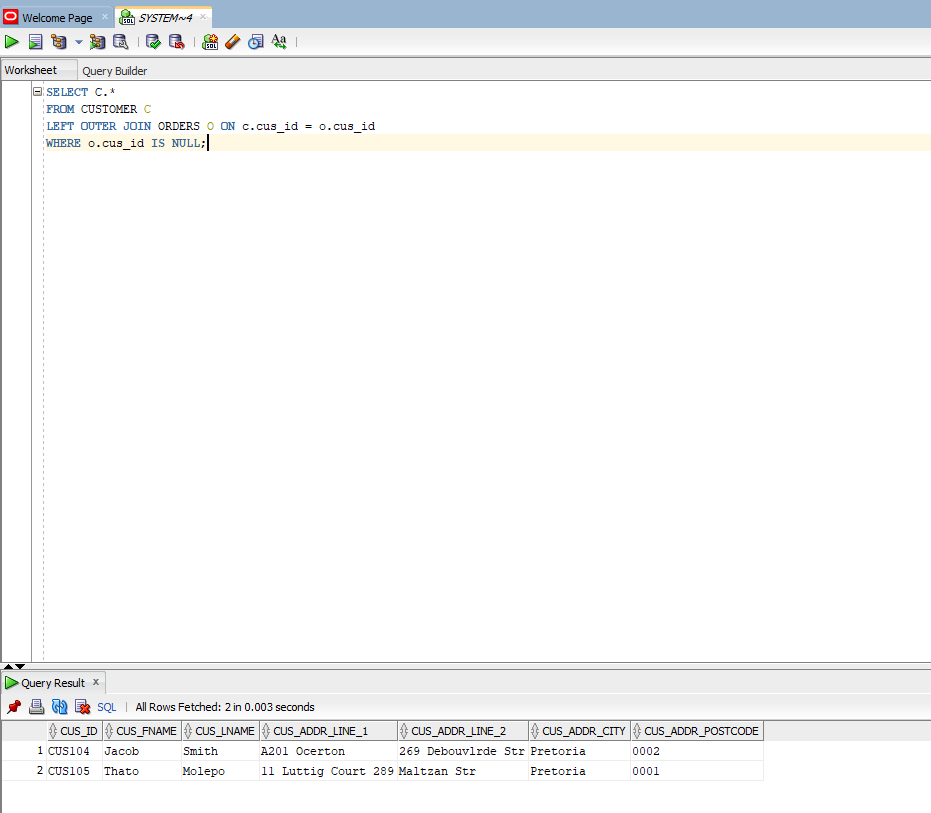 Welcome Page SYSTEM~4
SQL Aa
Worksheet Query Builder
SELECT C.*
FROM CUSTOMER C
LEFT OUTER JOIN ORDERS O ON c.cus_id = o.cus_id
WHERE o.cus_id IS NULL;
Query Result
SQL | All Rows Fetched: 2 in 0.003 seconds
CUS_ID CUS_FNAME CUS_LNAME CUS_ADDR_LINE_1 CUS_ADDR_LINE_2 CUS_ADDR_CITY CUS_ADDR_POSTCODE
1 CUS104 Jacob Smith A201 Ocerton 269 Debouvlrde Str Pretoria 0002
2 CUS105 Thato Molepo 11 Luttig Court 289 Maltzan Str Pretoria 0001